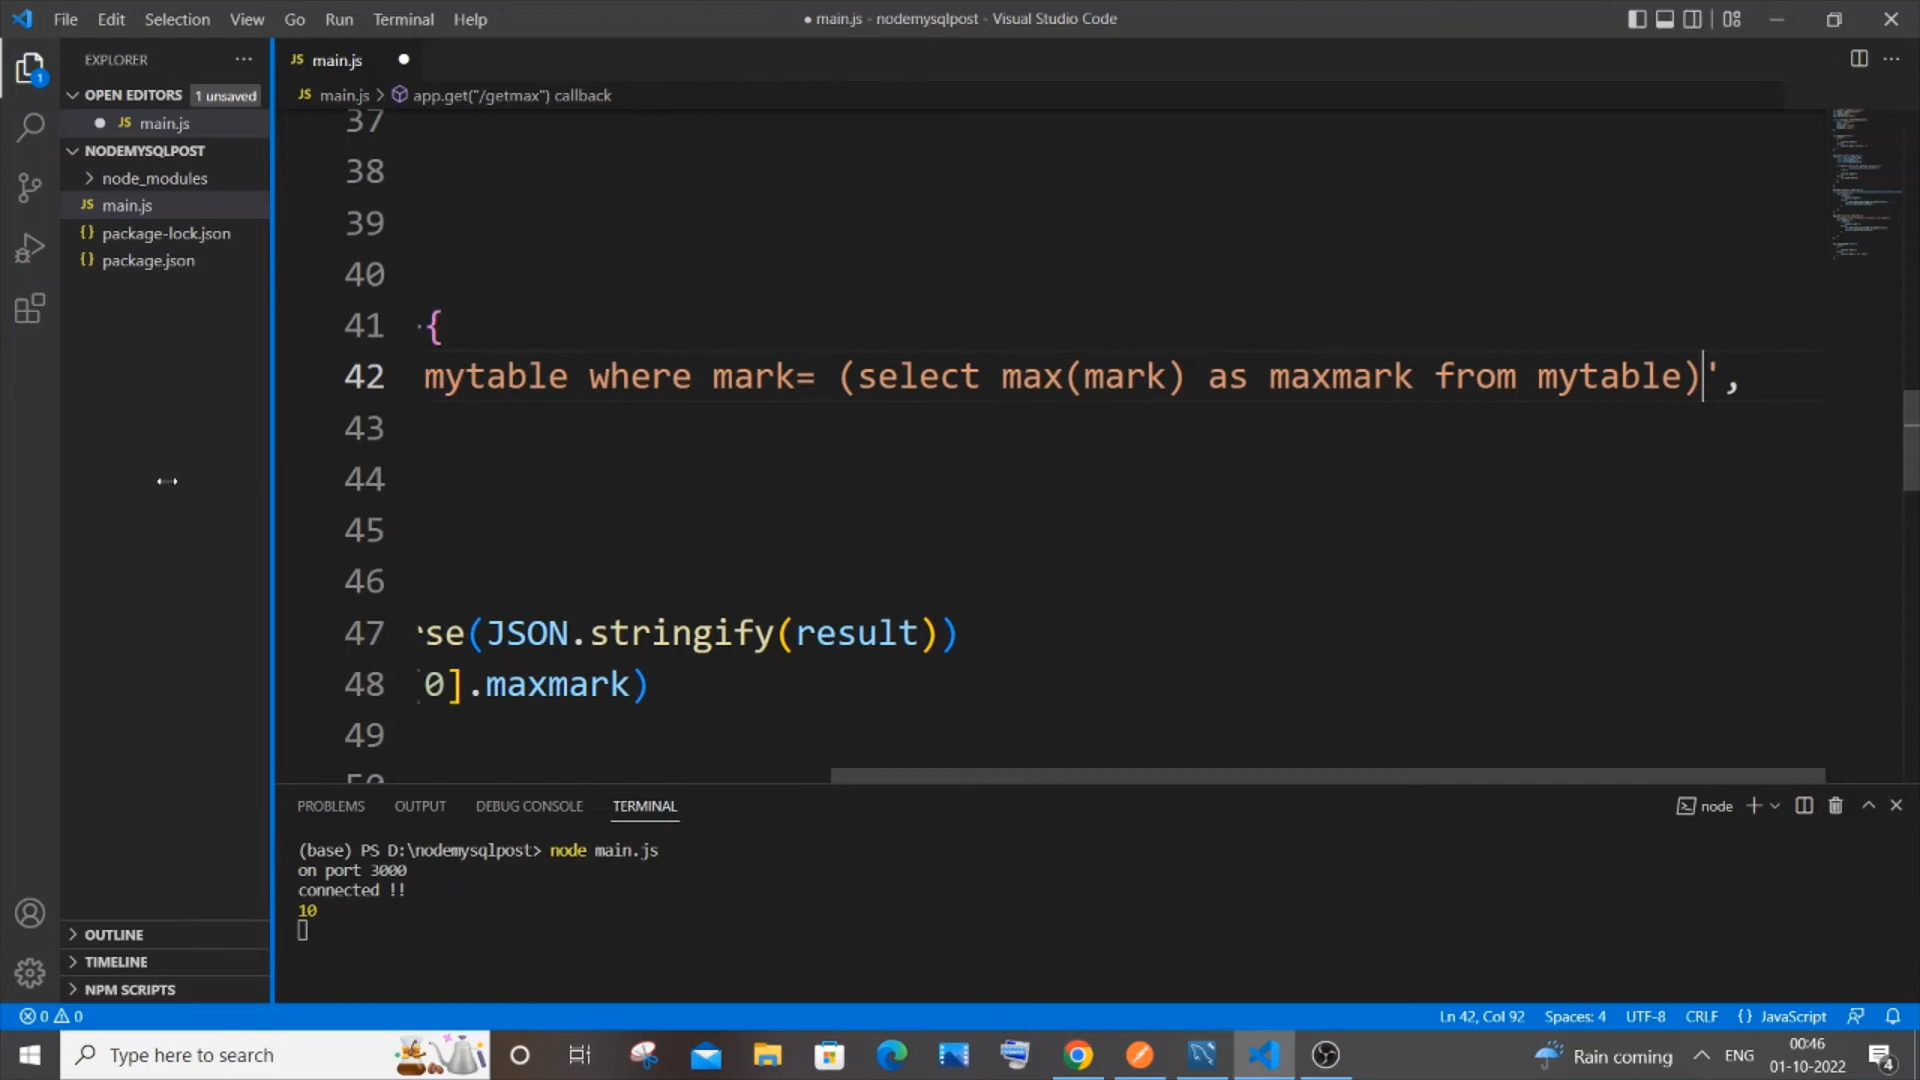 File Edit Selection View Go Run Terminal Help
● main.js - nodemysqlpost - Visual Studio Code
EXPLORER ···
JS main.js ●
OPEN EDITORS 1 unsaved
JS main.js > app.get("/getmax") callback
● JS main.js
NODEMYSQLPOST
node_modules
JS main.js
{} package-lock.json
{} package.json
1
37
38
39
40
41 {
42 mytable where mark= (select max(mark) as maxmark from mytable)',
43
44
45
46
47 se(JSON.stringify(result))
48 0].maxmark)
49
50
PROBLEMS OUTPUT DEBUG CONSOLE TERMINAL
node
(base) PS D:\nodemysqlpost> node main.js
on port 3000
connected !!
10
OUTLINE
TIMELINE
NPM SCRIPTS
0 0
Ln 42, Col 92 Spaces: 4 UTF-8 CRLF {} JavaScript
Type here to search
Rain coming ENG
00:46
01-10-2022
4